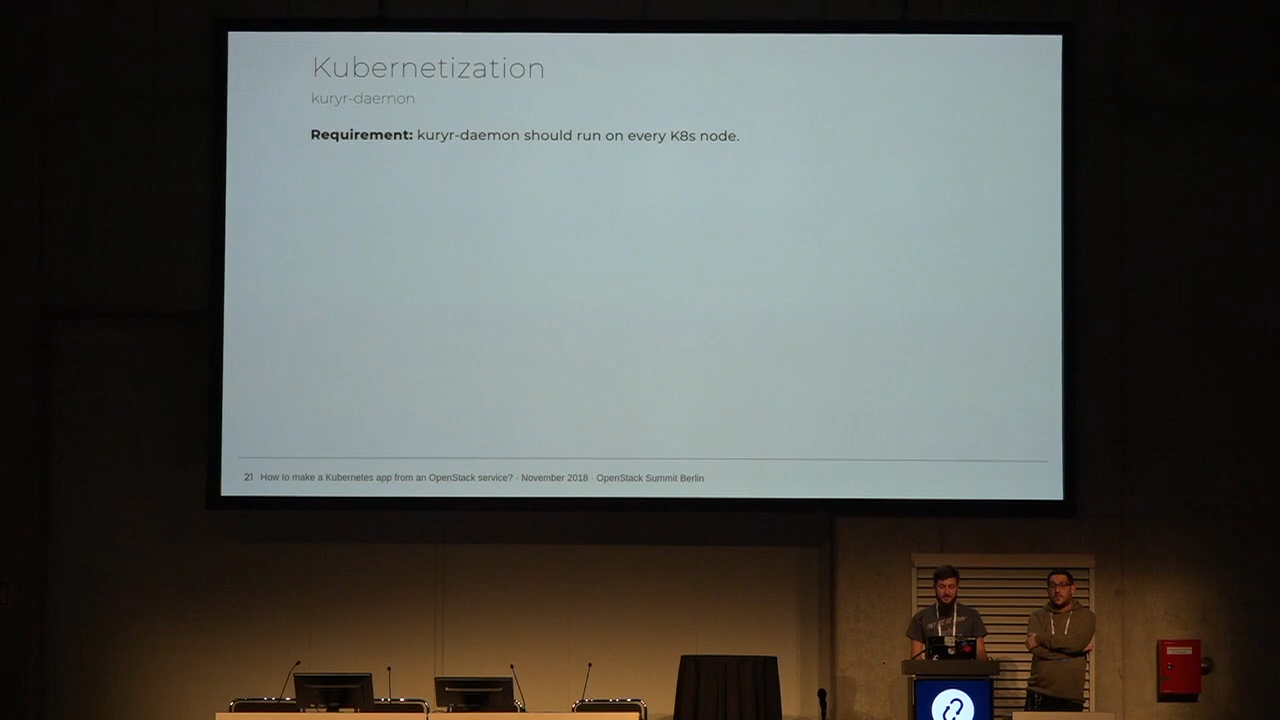 Kubernetization
kuryr-daemon
Requirement: kuryr-daemon should run on every K8s node.
21 How to make a Kubernetes app from an OpenStack service? · November 2018 · OpenStack Summit Berlin